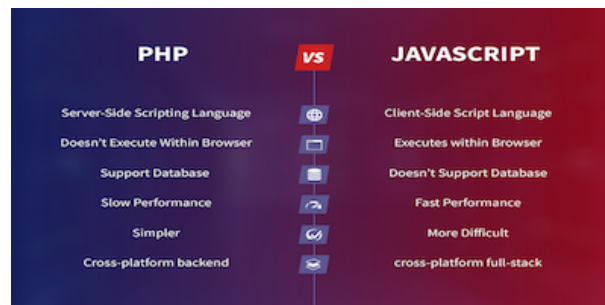 PHP VS JAVASCRIPT
Server-Side Scripting Language Client-Side Script Language
Doesn't Execute Within Browser Executes within Browser
Support Database Doesn't Support Database
Slow Performance Fast Performance
Simpler More Difficult
Cross-platform backend cross-platform full-stack